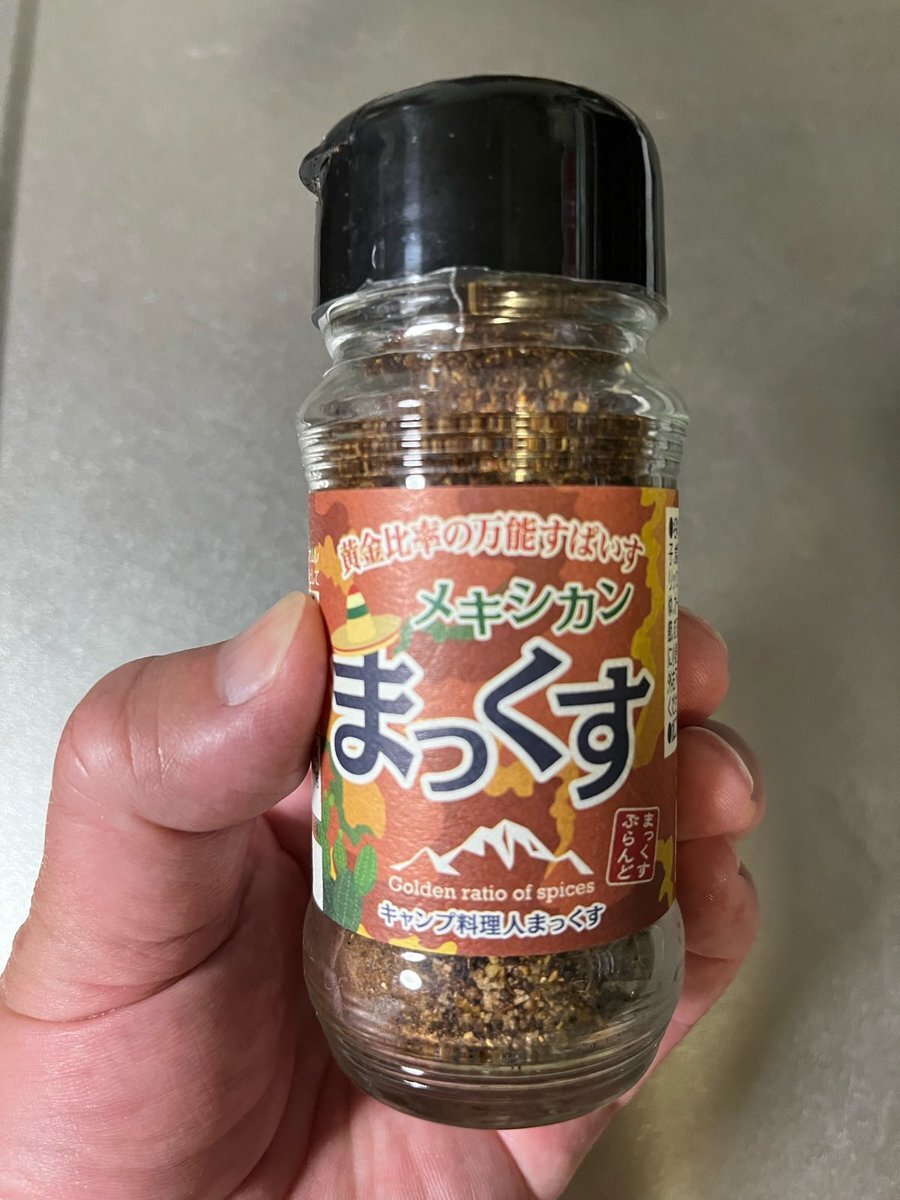 黄金比率の万能すぱいす
メキシカン
まっくす
まっくす
ぶらんど
Golden ratio of spices
キャンプ料理人まっくす